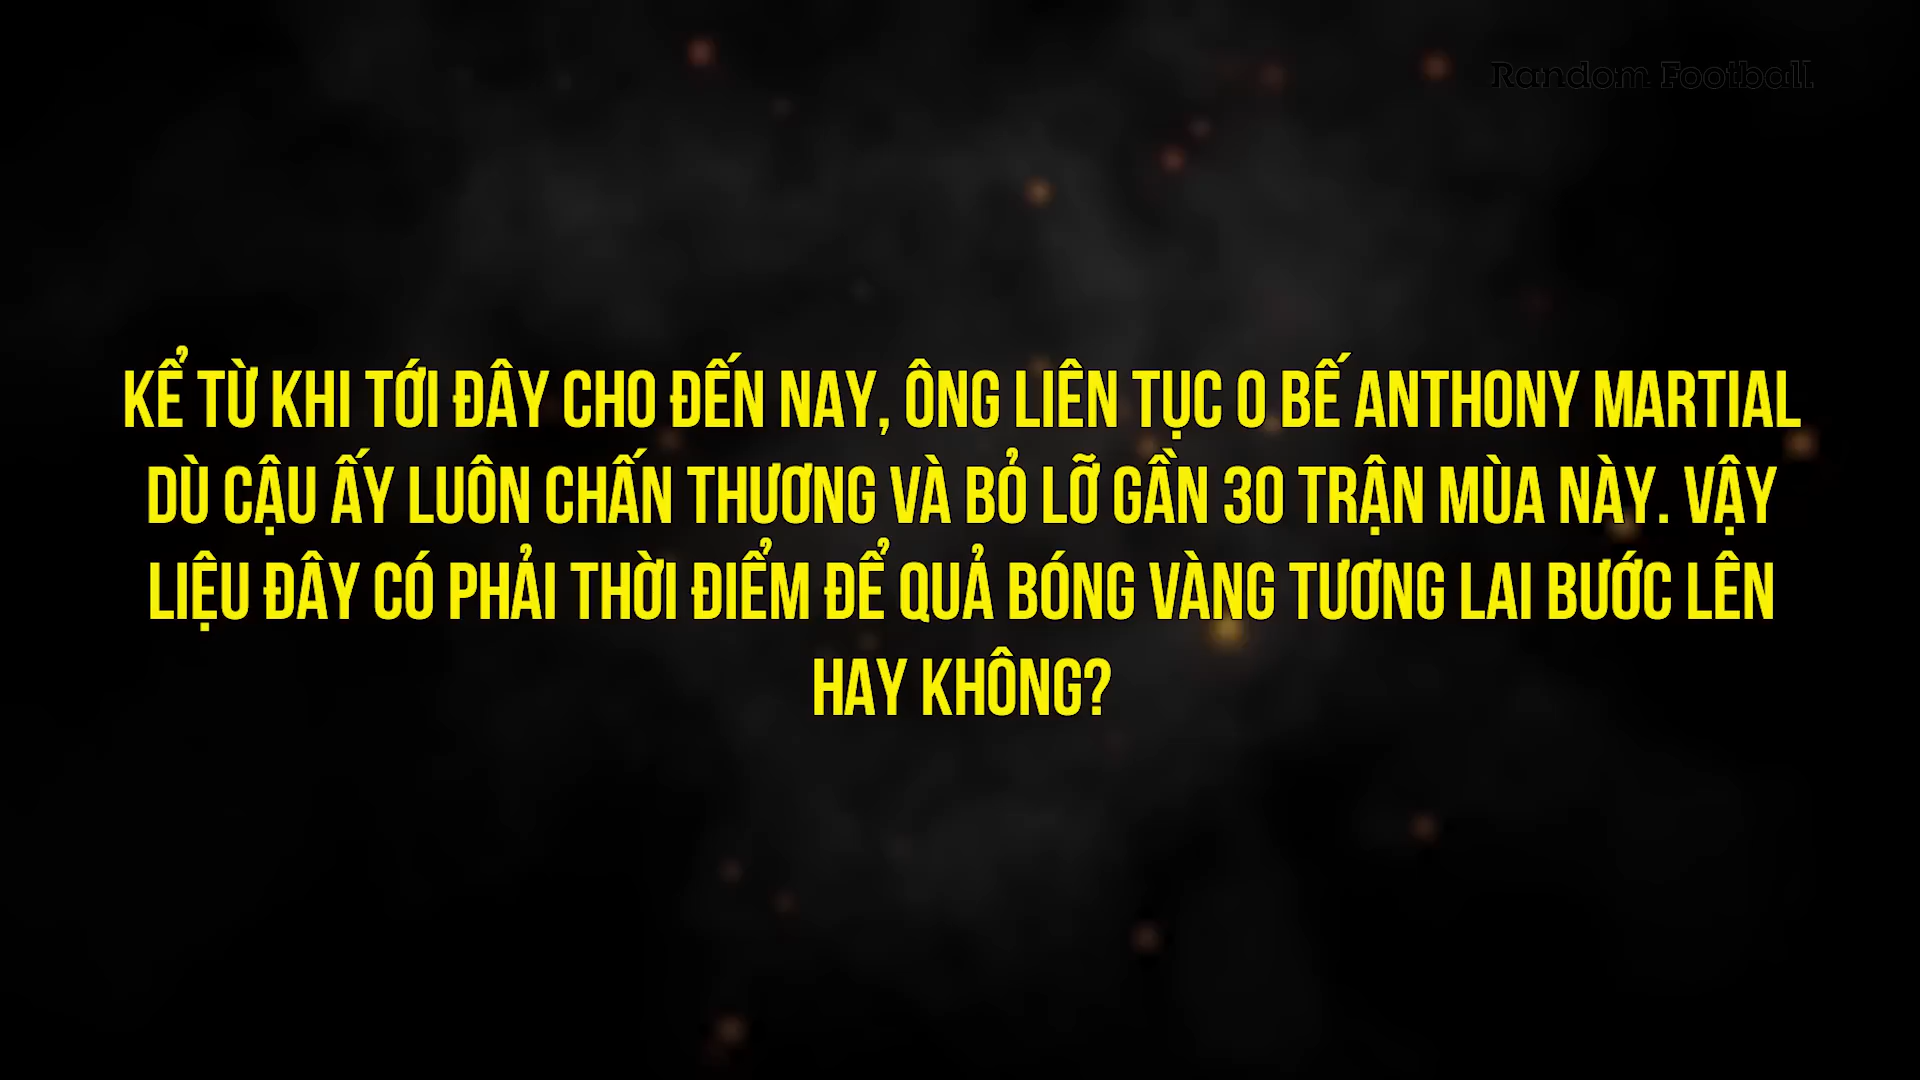 Random Football
KỂ TỪ KHI TỚI ĐÂY CHO ĐẾN NAY, ÔNG LIÊN TỤC O BẾ ANTHONY MARTIAL
DÙ CẬU ẤY LUÔN CHẤN THƯƠNG VÀ BỎ LỠ GẦN 30 TRẬN MÙA NÀY. VẬY
LIỆU ĐÂY CÓ PHẢI THỜI ĐIỂM ĐỂ QUẢ BÓNG VÀNG TƯƠNG LAI BƯỚC LÊN
HAY KHÔNG?